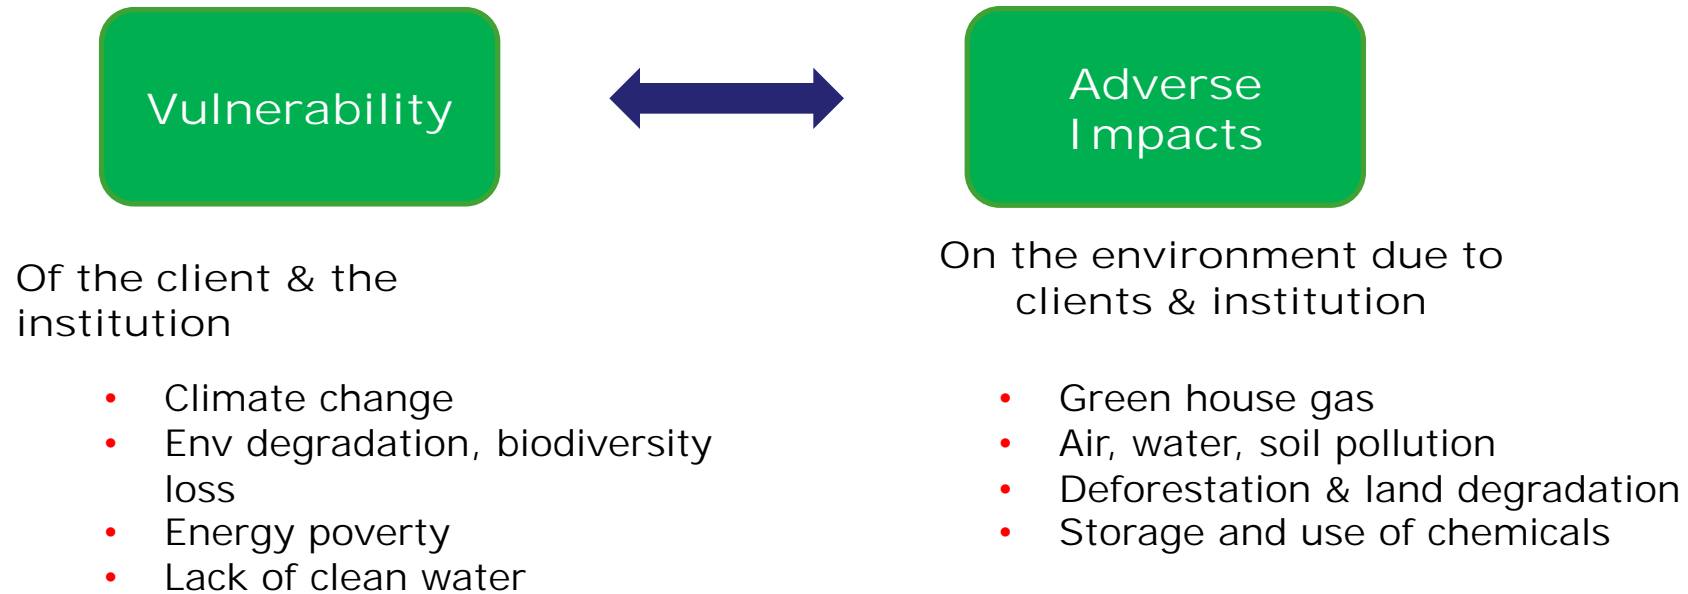 Vulnerability
Of the client & the
institution
• Climate change
• Env degradation, biodiversity
loss
• Energy poverty
• Lack of clean water
Adverse
Impacts
On the environment due to
clients & institution
• Green house gas
• Air, water, soil pollution
• Deforestation & land degradation
• Storage and use of chemicals